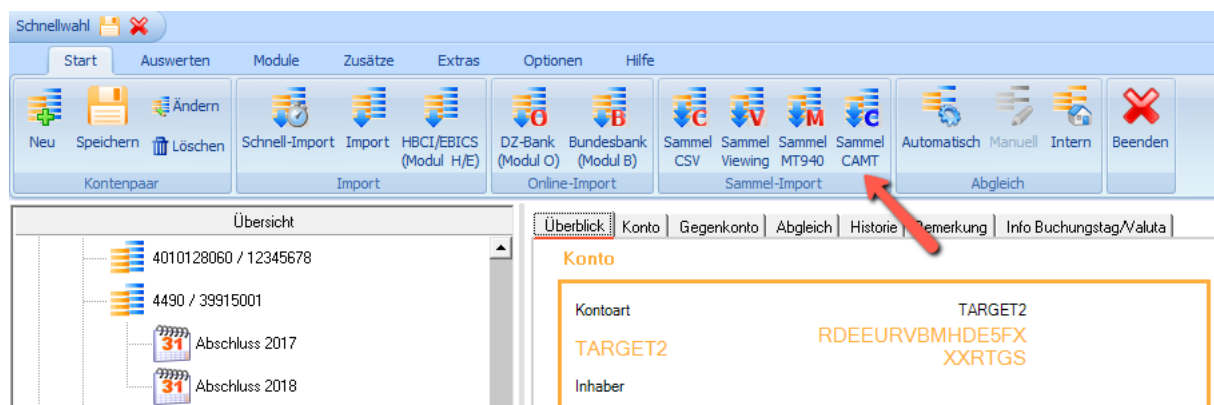 Schnellwahl
Start Auswerten Module Zusätze Extras Optionen Hilfe
Neu Speichern Ändern Löschen
Kontenpaar
Schnell-Import Import HBCI/EBICS (Modul H/E)
Import
DZ-Bank (Modul O) Bundesbank (Modul B)
Online-Import
Sammel CSV Sammel Viewing Sammel MT940 Sammel CAMT
Sammel-Import
Automatisch Manuell Intern
Abgleich
Beenden
Übersicht
4010128060 / 12345678
4490 / 39915001
31 Abschluss 2017
31 Abschluss 2018
Überblick Konto Gegenkonto Abgleich Historie Bemerkung Info Buchungstag/Valuta
Konto
Kontoart TARGET2
TARGET2 RDEEURVBMHDE5FX
XXRTGS
Inhaber